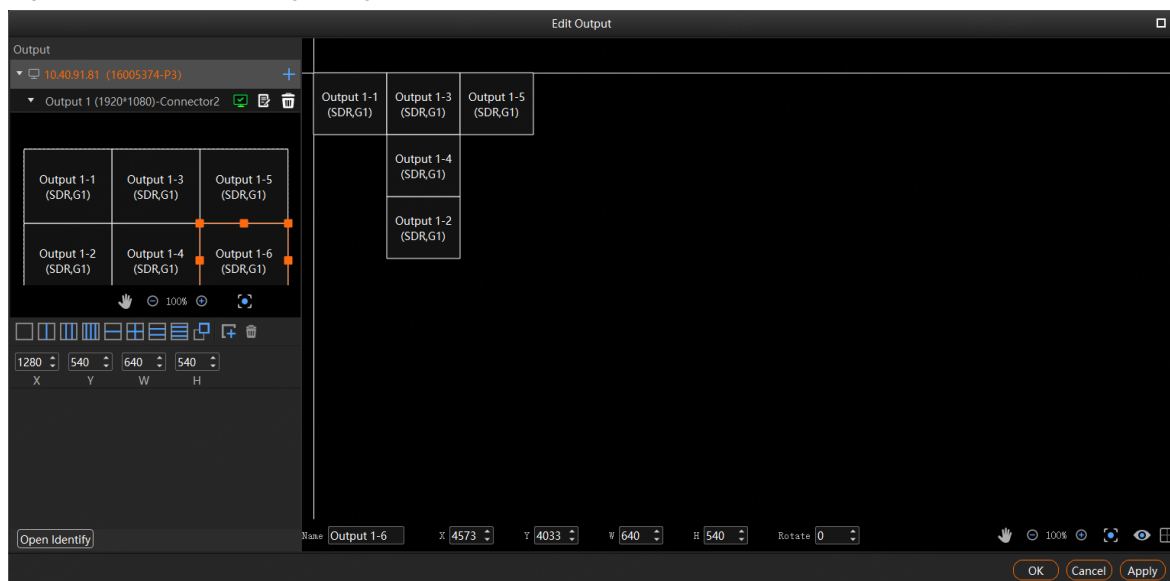 Edit Output
Output
10.40.91.81 (16005374-P3)
Output 1 (1920*1080)-Connector2
Output 1-1
(SDR,G1)
Output 1-3
(SDR,G1)
Output 1-5
(SDR,G1)
Output 1-2
(SDR,G1)
Output 1-4
(SDR,G1)
Output 1-6
(SDR,G1)
100%
1280 540 640 540
X Y W H
Open Identify
Output 1-1
(SDR,G1)
Output 1-3
(SDR,G1)
Output 1-5
(SDR,G1)
Output 1-4
(SDR,G1)
Output 1-2
(SDR,G1)
Name Output 1-6 X 4573 Y 4033 W 640 H 540 Rotate 0 100%
OK Cancel Apply